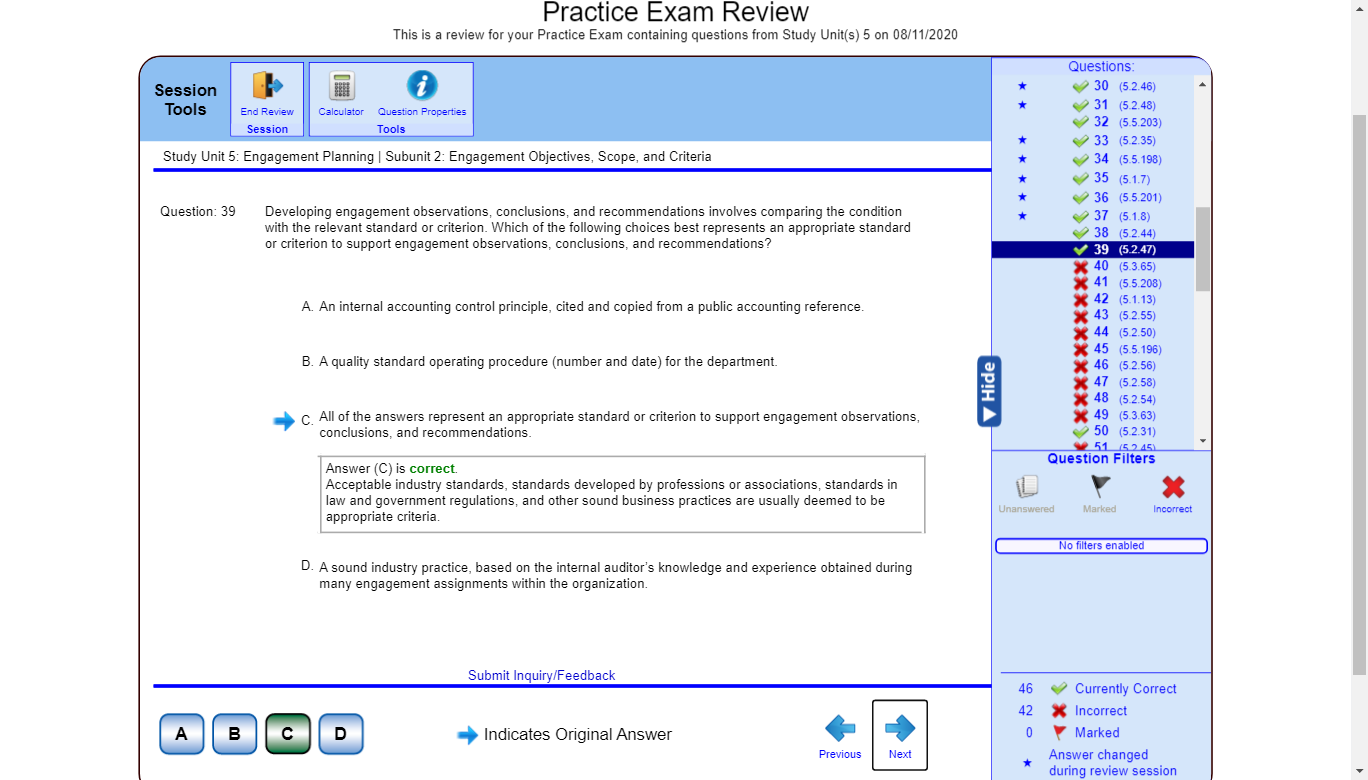 Practice Exam Review
This is a review for your Practice Exam containing questions from Study Unit(s) 5 on 08/11/2020
Session
Tools
End Review
Session
Calculator
Question Properties
Tools
Study Unit 5: Engagement Planning | Subunit 2: Engagement Objectives, Scope, and Criteria
Question: 39
Developing engagement observations, conclusions, and recommendations involves comparing the condition
with the relevant standard or criterion. Which of the following choices best represents an appropriate standard
or criterion to support engagement observations, conclusions, and recommendations?
A. An internal accounting control principle, cited and copied from a public accounting reference.
B. A quality standard operating procedure (number and date) for the department.
C. All of the answers represent an appropriate standard or criterion to support engagement observations,
conclusions, and recommendations.
Answer (C) is correct.
Acceptable industry standards, standards developed by professions or associations, standards in
law and government regulations, and other sound business practices are usually deemed to be
appropriate criteria.
D. A sound industry practice, based on the internal auditor's knowledge and experience obtained during
many engagement assignments within the organization.
Submit Inquiry/Feedback
A B C D
Indicates Original Answer
Previous
Next
Hide
Questions:
30 (5.2.46)
31 (5.2.48)
32 (5.5.203)
33 (5.2.35)
34 (5.5.198)
35 (5.1.7)
36 (5.5.201)
37 (5.1.8)
38 (5.2.44)
39 (5.2.47)
40 (5.3.65)
41 (5.5.208)
42 (5.1.13)
43 (5.2.55)
44 (5.2.50)
45 (5.5.196)
46 (5.2.56)
47 (5.2.58)
48 (5.2.54)
49 (5.3.63)
50 (5.2.31)
51 (5.2.45)
Question Filters
Unanswered
Marked
Incorrect
No filters enabled
46 Currently Correct
42 Incorrect
0 Marked
Answer changed
during review session